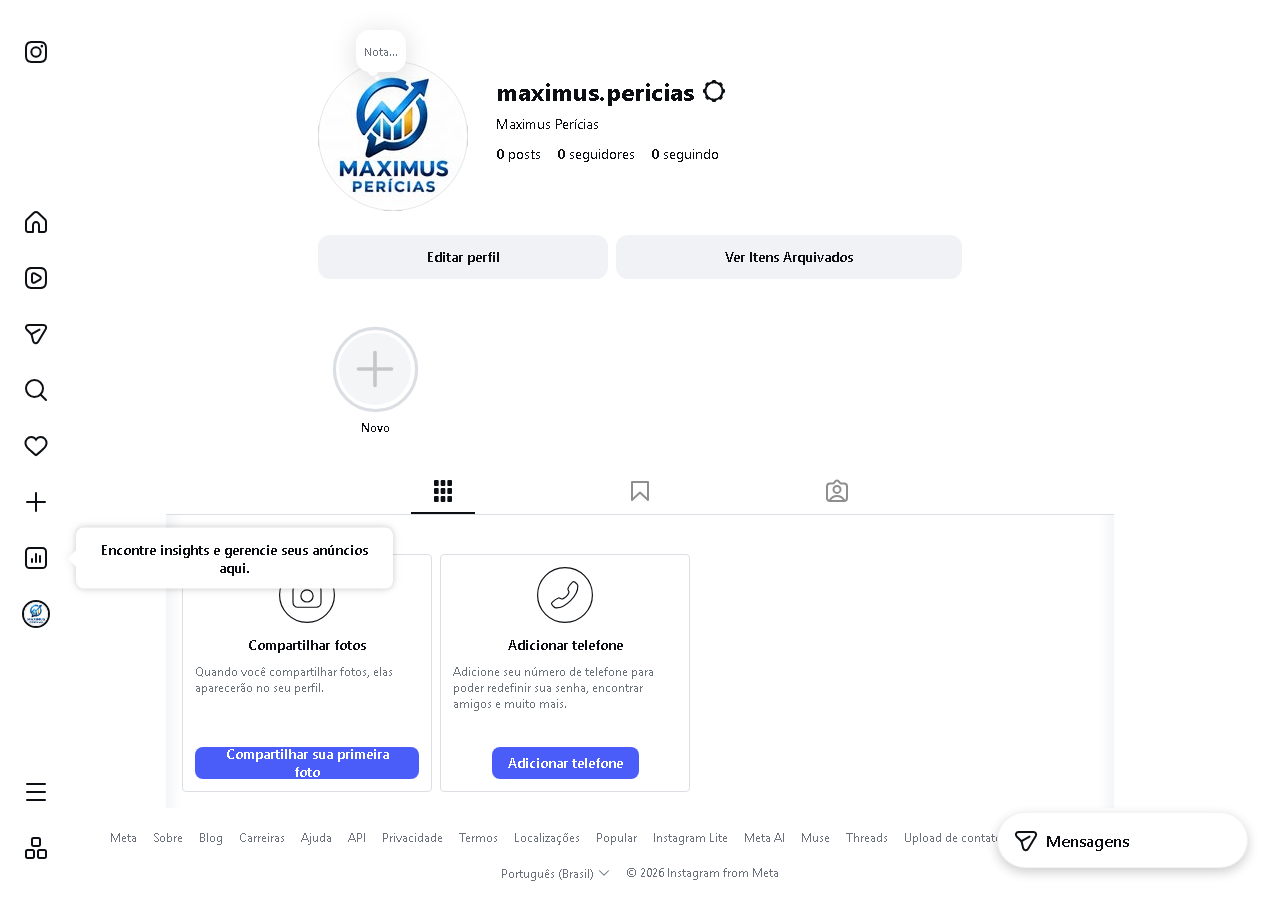 Nota...
MAXIMUS
PERÍCIAS
maximus.pericias
Maximus Perícias
0 posts 0 seguidores 0 seguindo
Editar perfil
Ver Itens Arquivados
Novo
Encontre insights e gerencie seus anúncios
aqui.
Compartilhar fotos
Quando você compartilhar fotos, elas
aparecerão no seu perfil.
Compartilhar sua primeira
foto
Adicionar telefone
Adicione seu número de telefone para
poder redefinir sua senha, encontrar
amigos e muito mais.
Adicionar telefone
Meta Sobre Blog Carreiras Ajuda API Privacidade Termos Localizações Popular Instagram Lite Meta AI Muse Threads Upload de contato
Mensagens
Português (Brasil) © 2026 Instagram from Meta